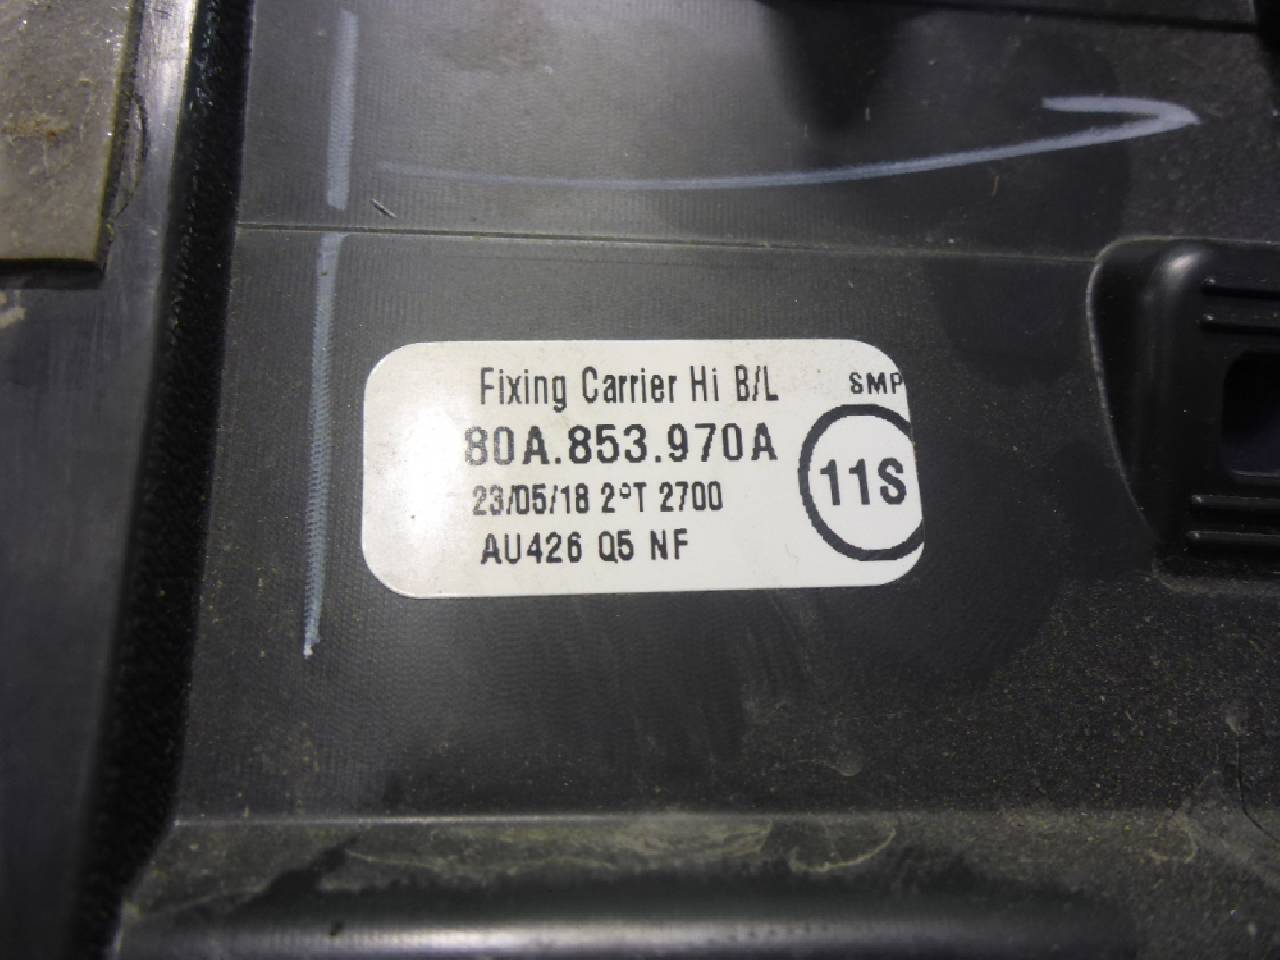 Fixing Carrier Hi B/L
SMP
80A.853.970A
11S
23/05/18 2°T 2700
AU426 Q5 NF